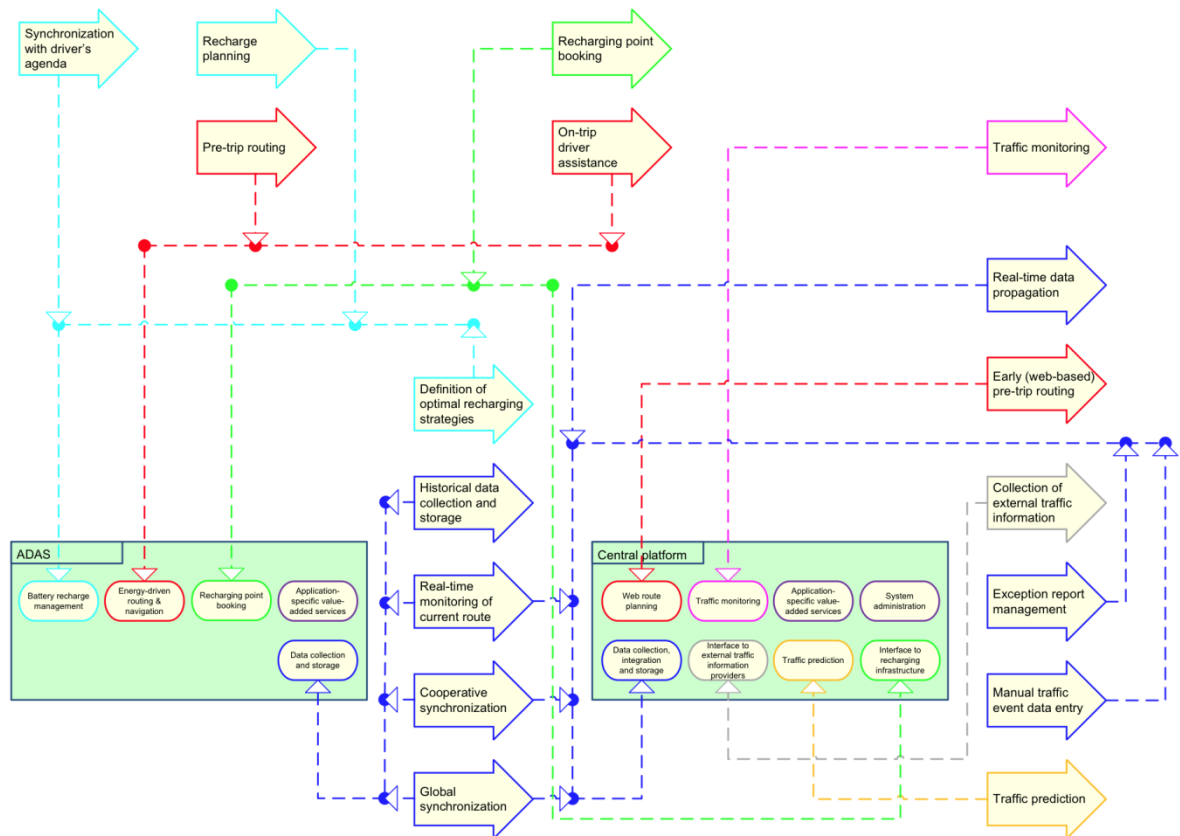 Synchronization
with driver's
agenda
Recharge
planning
Recharging point
booking
Pre-trip routing
On-trip
driver
assistance
Traffic monitoring
Real-time data
propagation
Definition of
optimal recharging
strategies
Early (web-based)
pre-trip routing
Historical data
collection and
storage
Collection of
external traffic
information
ADAS
Battery recharge
management
Energy-driven
routing &
navigation
Recharging point
booking
Application-
specific value-
added services
Data collection
and storage
Real-time
monitoring of
current route
Cooperative
synchronization
Global
synchronization
Central platform
Web route
planning
Traffic monitoring
Application-
specific value-
added services
System
administration
Data collection,
integration
and storage
Interface to
external traffic
information
providers
Traffic prediction
Interface to
recharging
infrastructure
Exception report
management
Manual traffic
event data entry
Traffic prediction